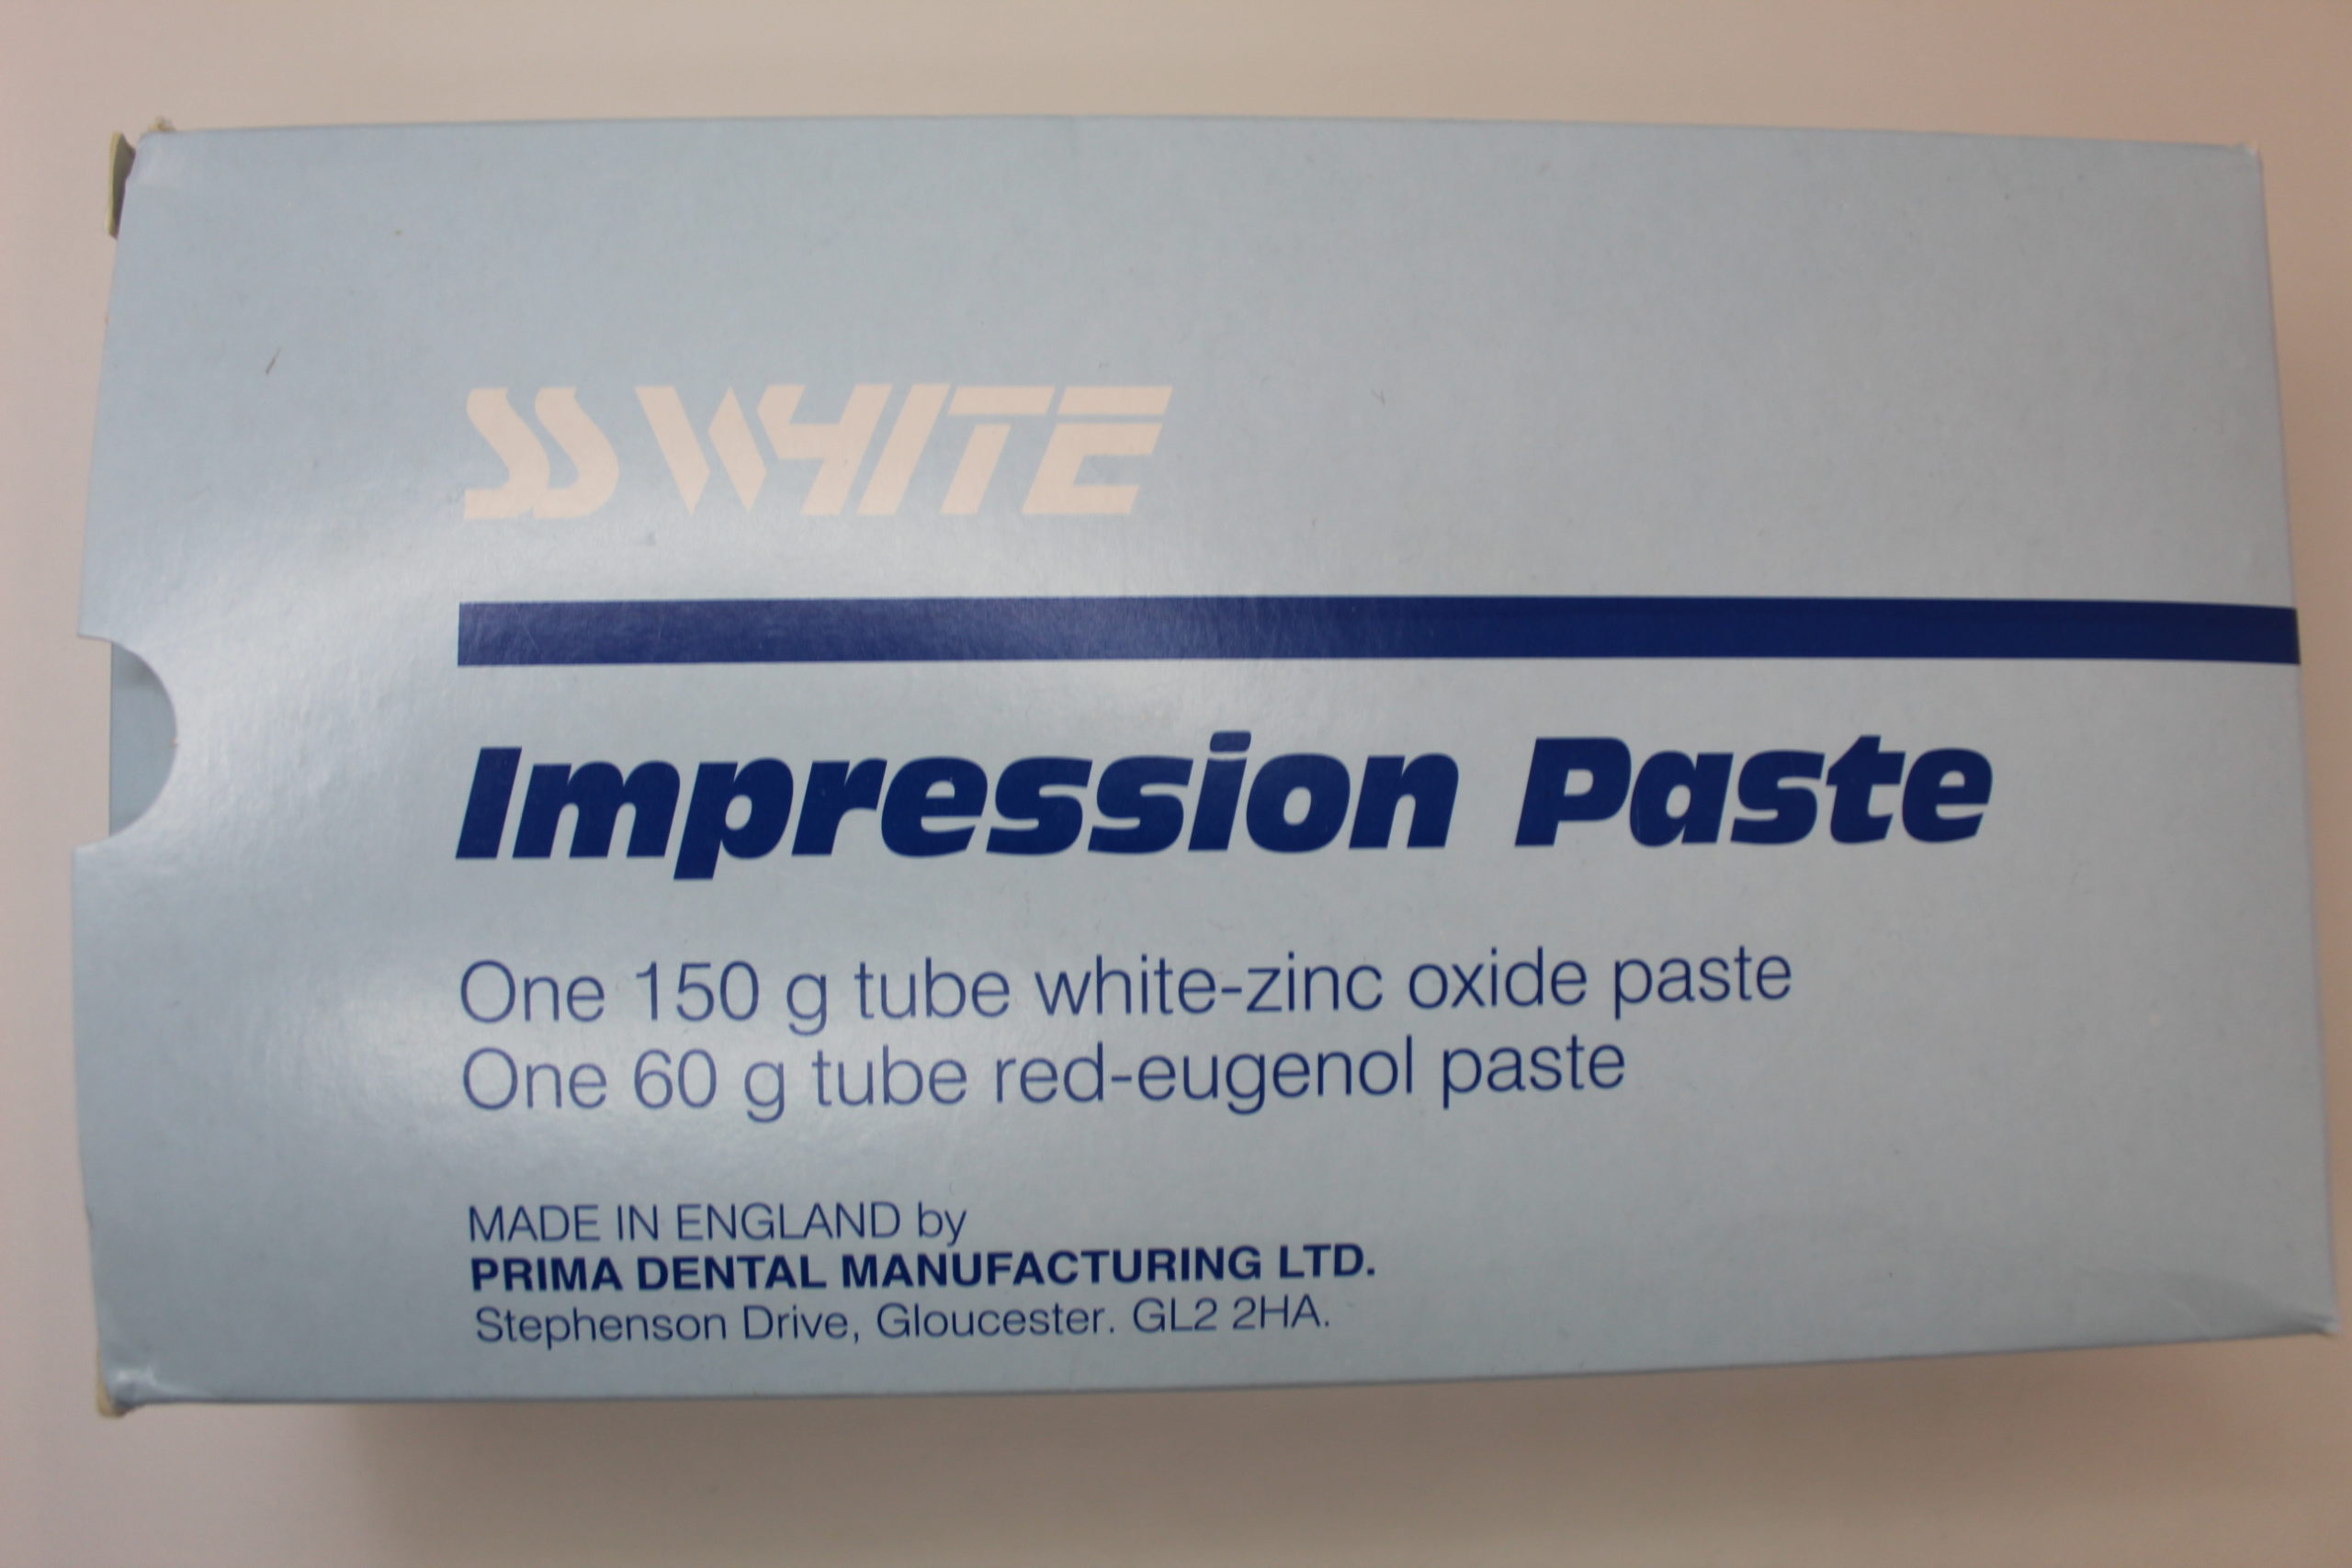 SS WHITE
Impression Paste
One 150 g tube white-zinc oxide paste
One 60 g tube red-eugenol paste
MADE IN ENGLAND by
PRIMA DENTAL MANUFACTURING LTD.
Stephenson Drive, Gloucester. GL2 2HA.